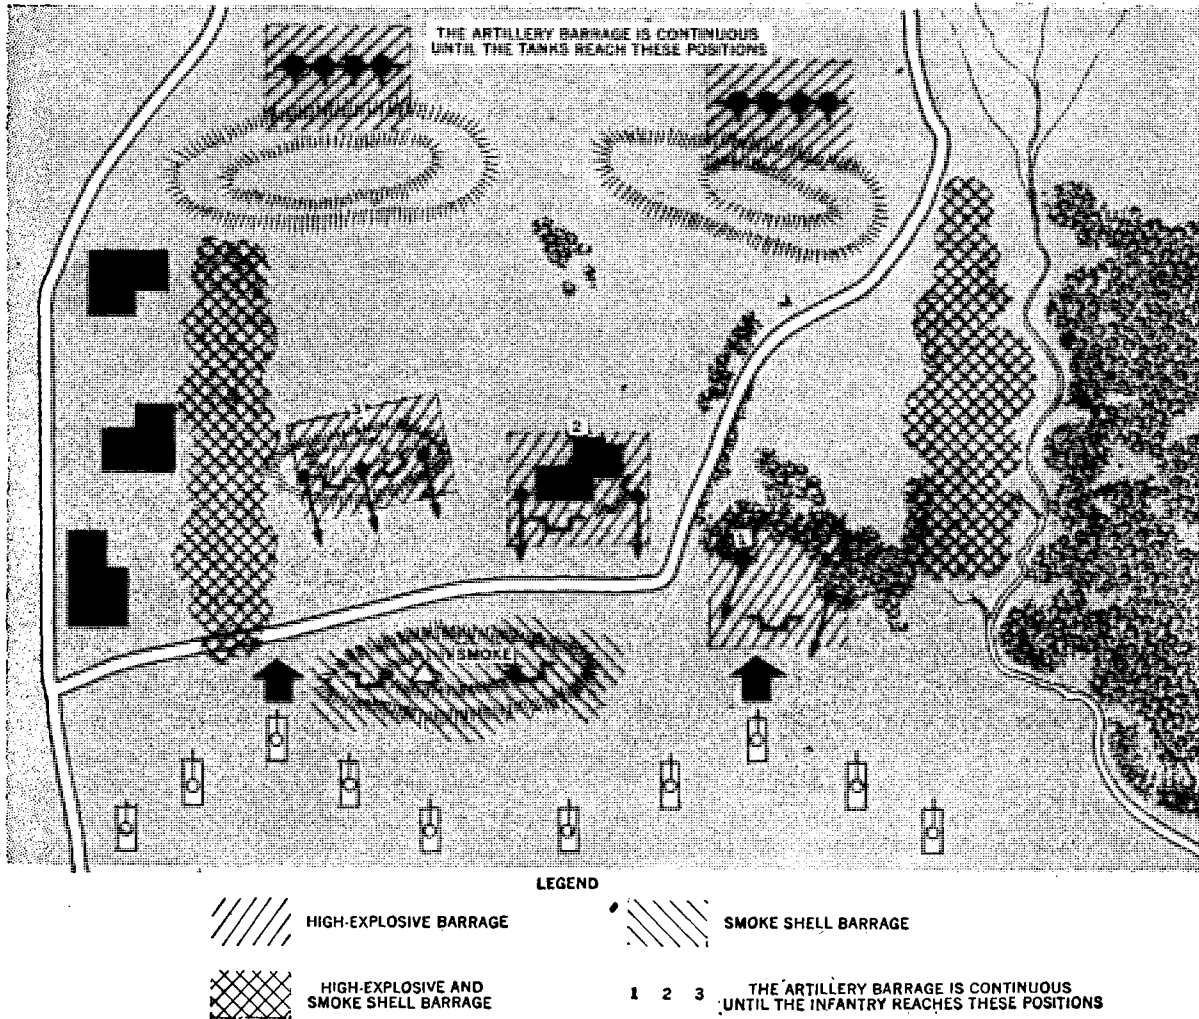 THE ARTILLERY BARRAGE IS CONTINUOUS
UNTIL THE TANKS REACH THESE POSITIONS
3
2
1
SMOKE
LEGEND
HIGH-EXPLOSIVE BARRAGE
SMOKE SHELL BARRAGE
HIGH-EXPLOSIVE AND
SMOKE SHELL BARRAGE
1 2 3 THE ARTILLERY BARRAGE IS CONTINUOUS
UNTIL THE INFANTRY REACHES THESE POSITIONS